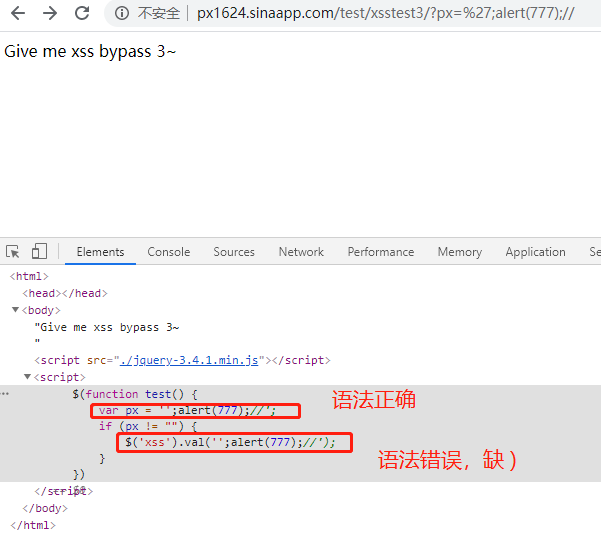 不安全 | px1624.sinaapp.com/test/xsstest3/?px=%27;alert(777);//
Give me xss bypass 3~
Elements Console Sources Network Performance Memory Application Se
<html>
<head></head>
▼<body>
"Give me xss bypass 3~
"
<script src="./jquery-3.4.1.min.js"></script>
▼<script>
$(function test() {
var px = '';alert(777);//';
语法正确
if (px != "") {
$('xss').val('';alert(777);//');
语法错误，缺 )
}
})
</script>
</body>
</html>